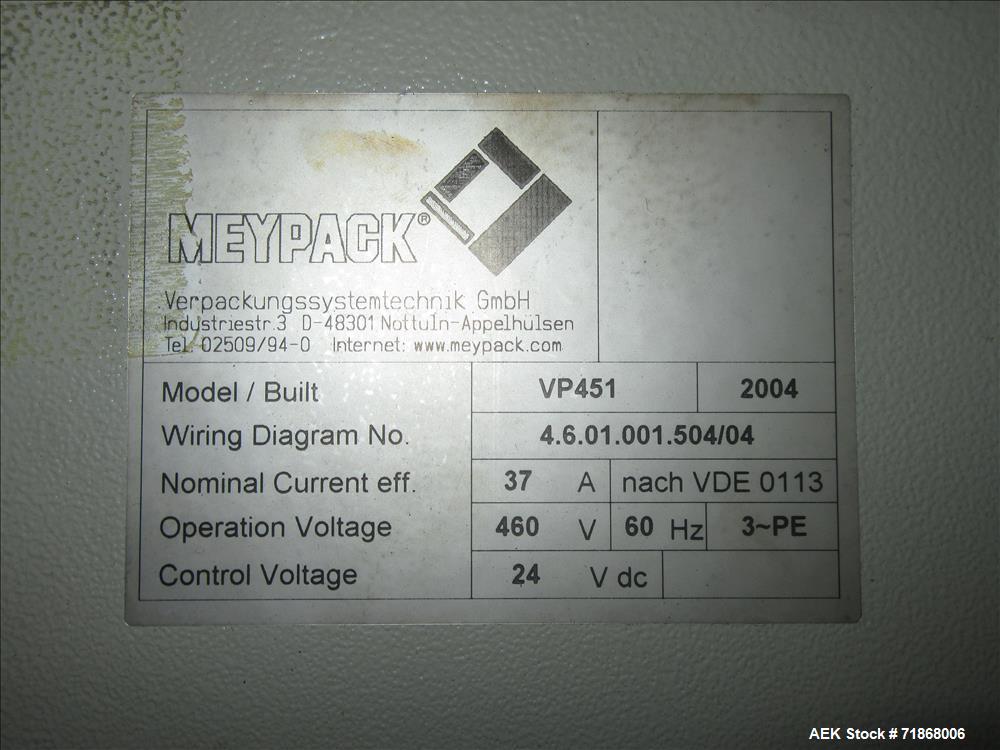 MEYPACK®
Verpackungssystemtechnik GmbH
Industriestr.3 D-48301 Nottuln-Appelhülsen
Tel. 02509/94-0 Internet: www.meypack.com
Model / Built VP451 2004
Wiring Diagram No. 4.6.01.001.504/04
Nominal Current eff. 37 A nach VDE 0113
Operation Voltage 460 V 60 Hz 3~PE
Control Voltage 24 V dc
AEK Stock # 71868006